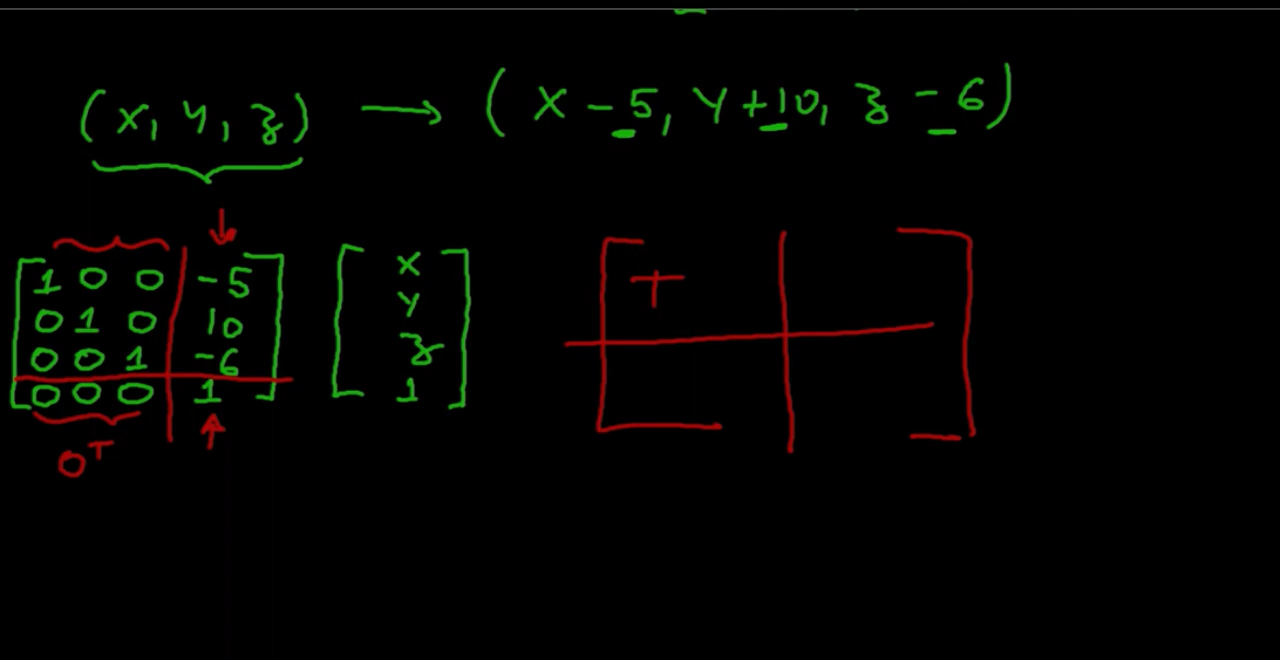 (x, y, z) → (x - 5, y + 10, z - 6)
1 0 0 -5 x
0 1 0 10 y
0 0 1 -6 z
0 0 0 1 1
0ᵀ
+